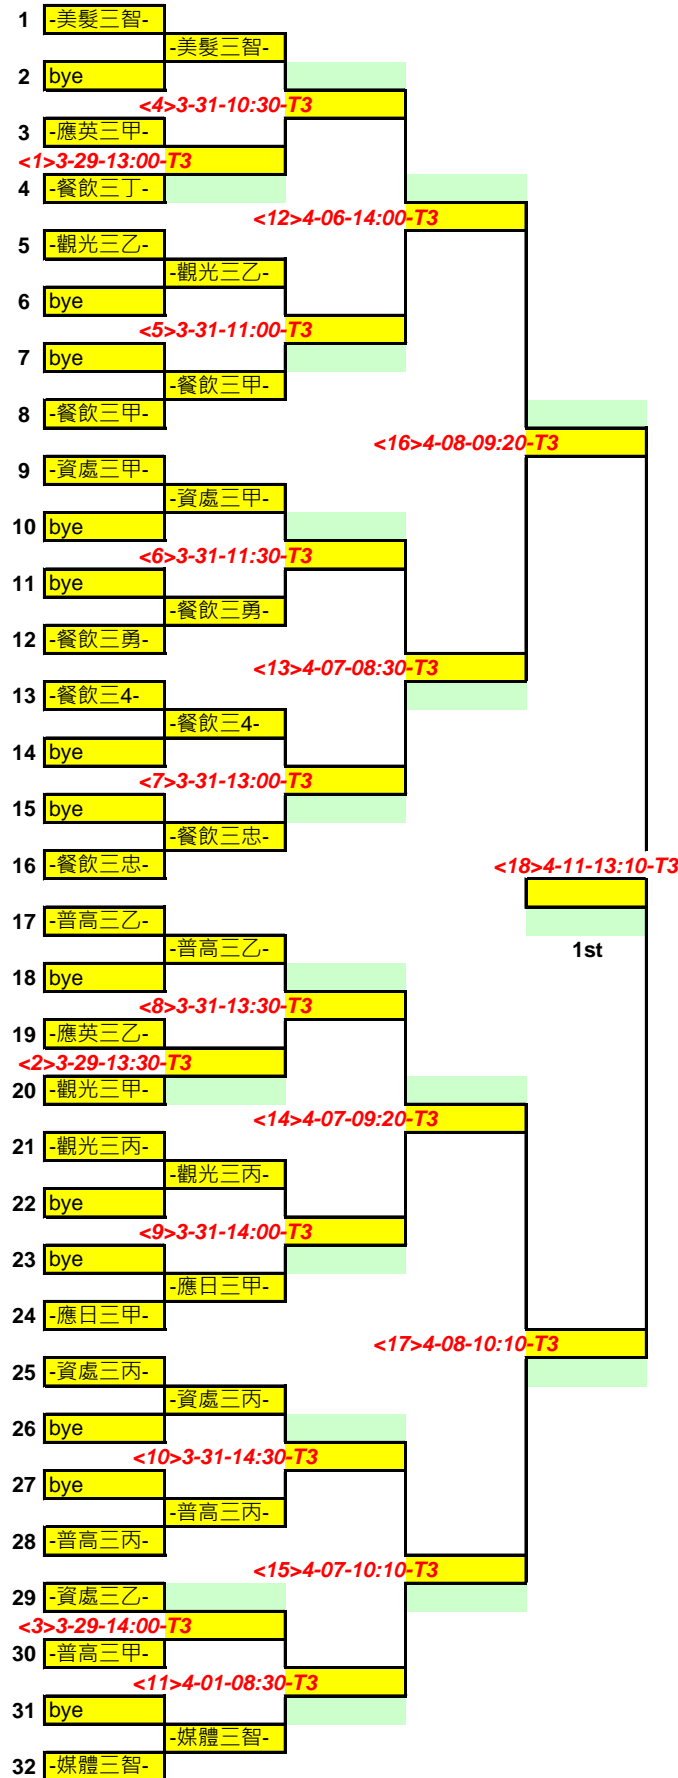 1 -美髮三智-
-美髮三智-
2 bye
<4>3-31-10:30-T3
3 -應英三甲-
<1>3-29-13:00-T3
4 -餐飲三丁-
<12>4-06-14:00-T3
5 -觀光三乙-
-觀光三乙-
6 bye
<5>3-31-11:00-T3
7 bye
-餐飲三甲-
8 -餐飲三甲-
<16>4-08-09:20-T3
9 -資處三甲-
-資處三甲-
10 bye
<6>3-31-11:30-T3
11 bye
-餐飲三勇-
12 -餐飲三勇-
<13>4-07-08:30-T3
13 -餐飲三4-
-餐飲三4-
14 bye
<7>3-31-13:00-T3
15 bye
-餐飲三忠-
16 -餐飲三忠-
<18>4-11-13:10-T3
17 -普高三乙-
-普高三乙-
1st
18 bye
<8>3-31-13:30-T3
19 -應英三乙-
<2>3-29-13:30-T3
20 -觀光三甲-
<14>4-07-09:20-T3
21 -觀光三丙-
-觀光三丙-
22 bye
<9>3-31-14:00-T3
23 bye
-應日三甲-
24 -應日三甲-
<17>4-08-10:10-T3
25 -資處三丙-
-資處三丙-
26 bye
<10>3-31-14:30-T3
27 bye
-普高三丙-
28 -普高三丙-
<15>4-07-10:10-T3
29 -資處三乙-
<3>3-29-14:00-T3
30 -普高三甲-
<11>4-01-08:30-T3
31 bye
-媒體三智-
32 -媒體三智-